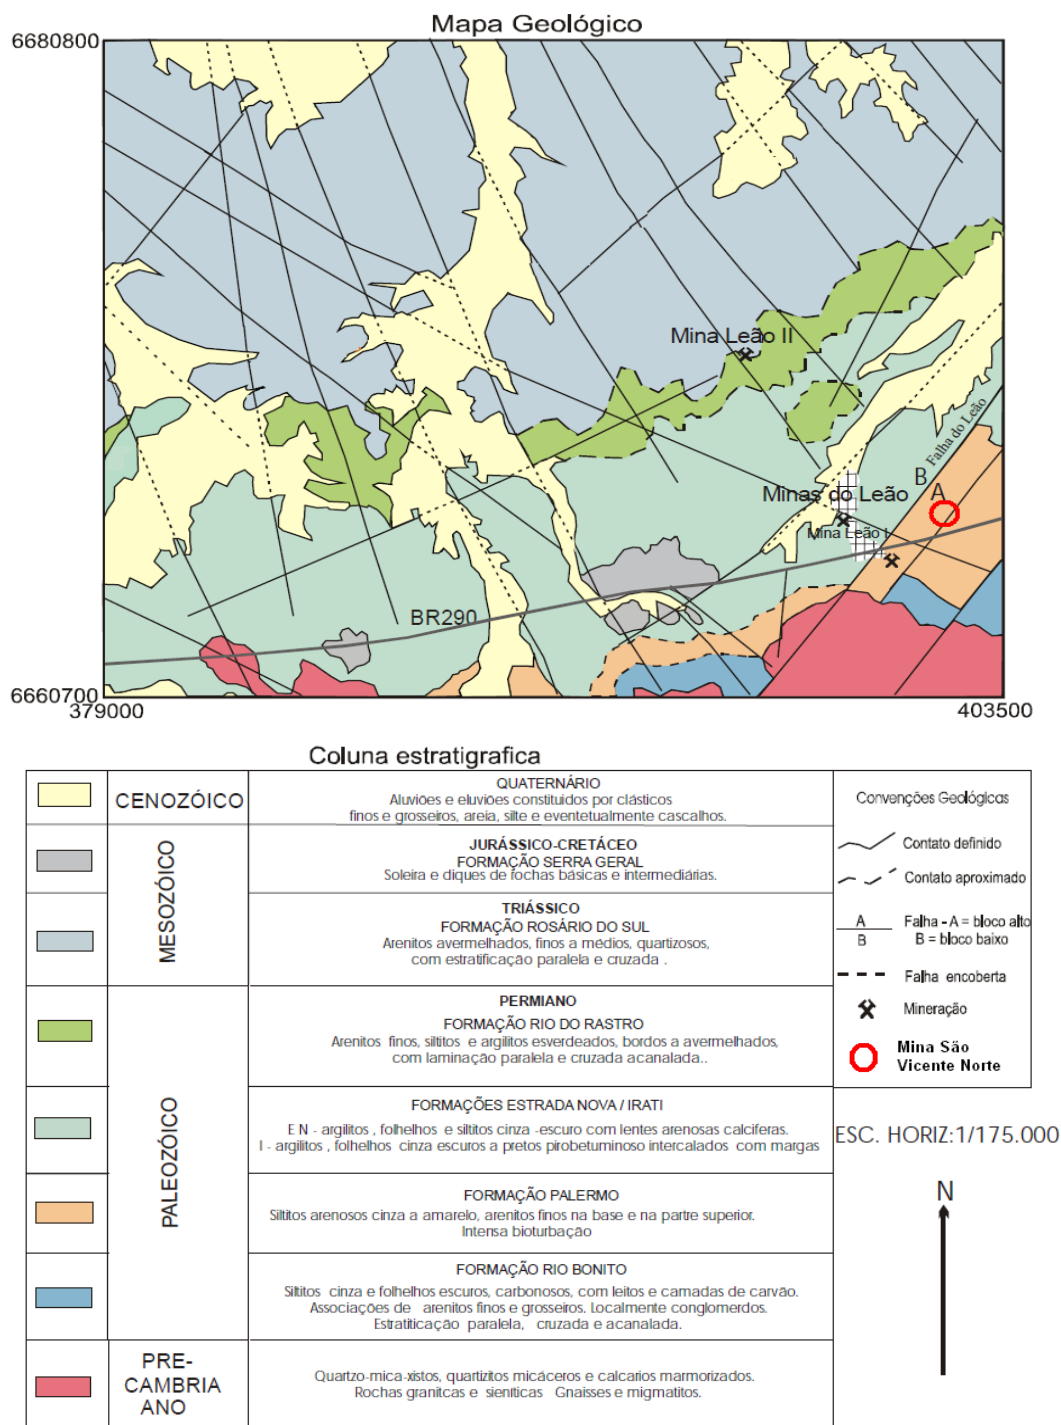 Mapa Geológico
6680800
Mina Leão II
Falha do Leão
B
A
Minas do Leão
Mina Leão I
BR290
6660700
379000
403500
Coluna estratigrafica
CENOZÓICO
QUATERNÁRIO
Aluviões e eluviões constituidos por clásticos
finos e grosseiros, areia, silte e eventetualmente cascalhos.
MESOZÓICO
JURÁSSICO-CRETÁCEO
FORMAÇÃO SERRA GERAL
Soleira e diques de rochas básicas e intermediárias.
TRIÁSSICO
FORMAÇÃO ROSÁRIO DO SUL
Arenitos avermelhados, finos a médios, quartizosos,
com estratificação paralela e cruzada .
PALEOZÓICO
PERMIANO
FORMAÇÃO RIO DO RASTRO
Arenitos finos, siltitos e argilitos esverdeados, bordos a avermelhados,
com laminação paralela e cruzada acanalada..
FORMAÇÕES ESTRADA NOVA / IRATI
E N - argilitos , folhelhos e siltitos cinza -escuro com lentes arenosas calciferas.
I - argilitos , folhelhos cinza escuros a pretos pirobetuminoso intercalados com margas
FORMAÇÃO PALERMO
Siltitos arenosos cinza a amarelo, arenitos finos na base e na partre superior.
Intensa bioturbação
FORMAÇÃO RIO BONITO
Siltitos cinza e folhelhos escuros, carbonosos, com leitos e camadas de carvão.
Associações de arenitos finos e grosseiros. Localmente conglomerdos.
Estratiticação paralela, cruzada e acanalada.
PRE-
CAMBRIA
ANO
Quartzo-mica-xistos, quartizitos micáceros e calcarios marmorizados.
Rochas granitcas e sieníticas Gnaisses e migmatitos.
Convenções Geológicas
Contato definido
Contato aproximado
A
B
Falha - A = bloco alto
B = bloco baixo
Falha encoberta
Mineração
Mina São
Vicente Norte
ESC. HORIZ:1/175.000
N